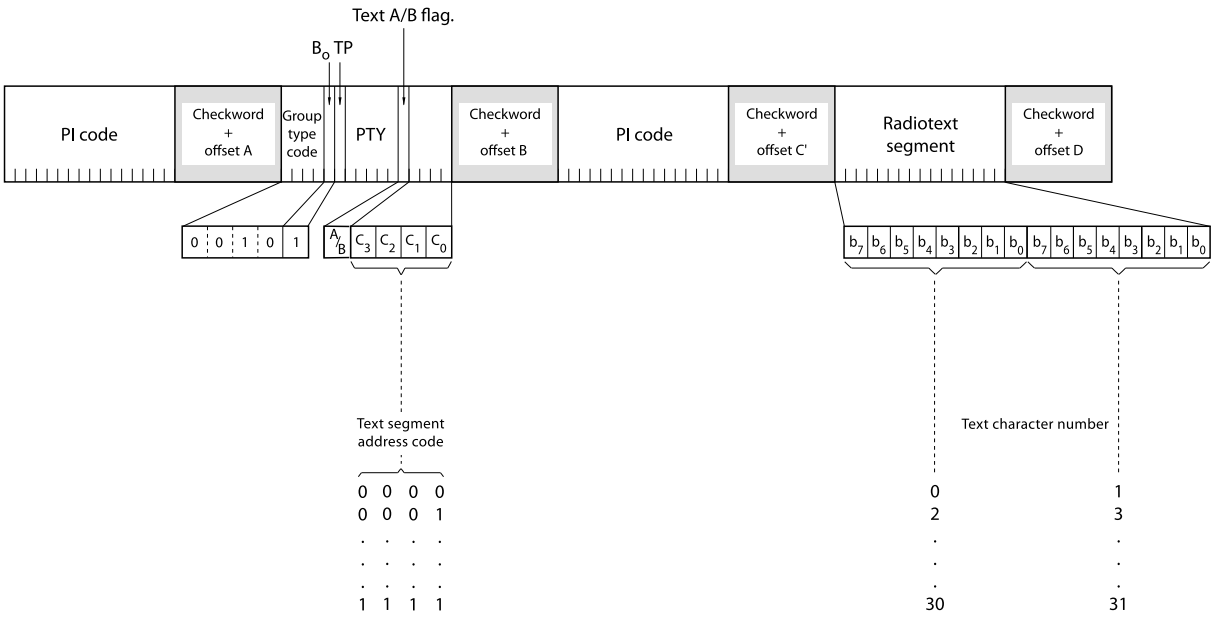 Text A/B flag.
B₀ TP
PI code
Checkword
+
offset A
Group
type
code
PTY
Checkword
+
offset B
PI code
Checkword
+
offset C'
Radiotext
segment
Checkword
+
offset D
0 0 1 0 1
A/B C₃ C₂ C₁ C₀
b₇ b₆ b₅ b₄ b₃ b₂ b₁ b₀ b₇ b₆ b₅ b₄ b₃ b₂ b₁ b₀
Text segment
address code
Text character number
0 0 0 0
0 1
0 0 0 1
2 3
. . . .
. .
. . . .
. .
. . . .
. .
1 1 1 1
30 31